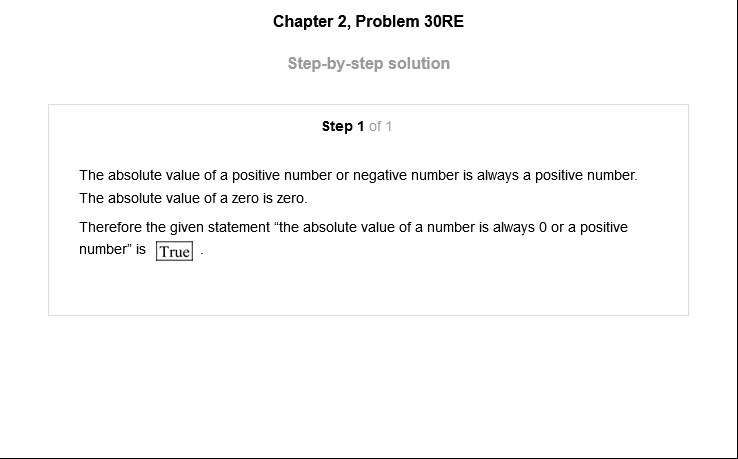 Chapter 2, Problem 30RE
Step-by-step solution
Step 1 of 1
The absolute value of a positive number or negative number is always a positive number.
The absolute value of a zero is zero.
Therefore the given statement “the absolute value of a number is always 0 or a positive
number” is True .